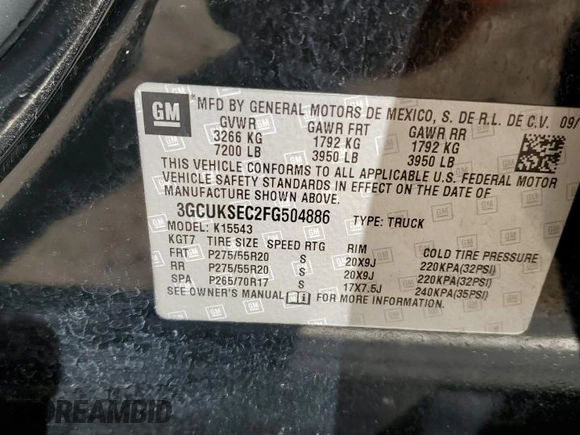 GM
MFD BY GENERAL MOTORS DE MEXICO, S. DE R.L. DE C.V. 09/
GVWR GAWR FRT GAWR RR
3266 KG 1792 KG 1792 KG
7200 LB 3950 LB 3950 LB
THIS VEHICLE CONFORMS TO ALL APPLICABLE U.S. FEDERAL MOTOR
VEHICLE SAFETY STANDARDS IN EFFECT ON THE DATE OF
MANUFACTURE SHOWN ABOVE.
3GCUKSEC2FG504886 TYPE: TRUCK
MODEL: K15543
KGT7 TIRE SIZE SPEED RTG RIM COLD TIRE PRESSURE
FRT P275/55R20 S 20X9J 220KPA(32PSI)
RR P275/55R20 S 20X9J 220KPA(32PSI)
SPA P265/70R17 S 17X7.5J 240KPA(35PSI)
SEE OWNER'S MANUAL FOR MORE INFORMATION.
DREAMBID